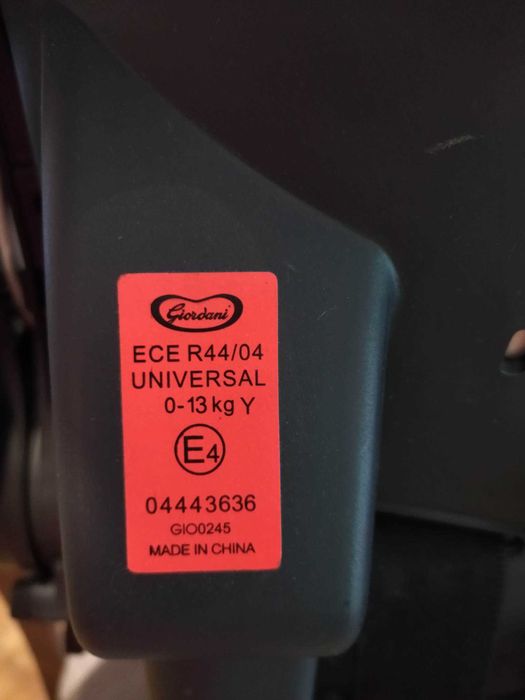 Giordani
ECE R44/04
UNIVERSAL
0-13 kg Y
E4
04443636
GIO0245
MADE IN CHINA